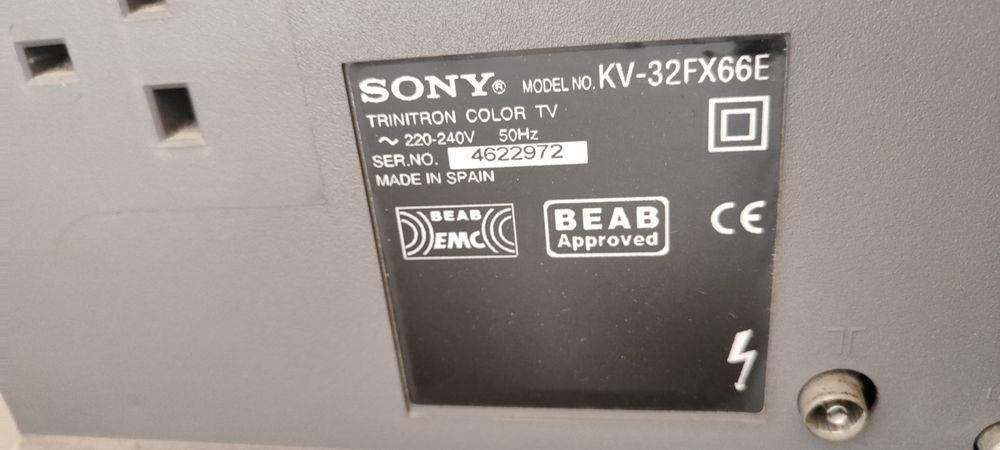 SONY® MODEL NO. KV-32FX66E
TRINITRON COLOR TV
~ 220-240V 50Hz
SER.NO. 4622972
MADE IN SPAIN
BEAB
EMC
BEAB
Approved
CE